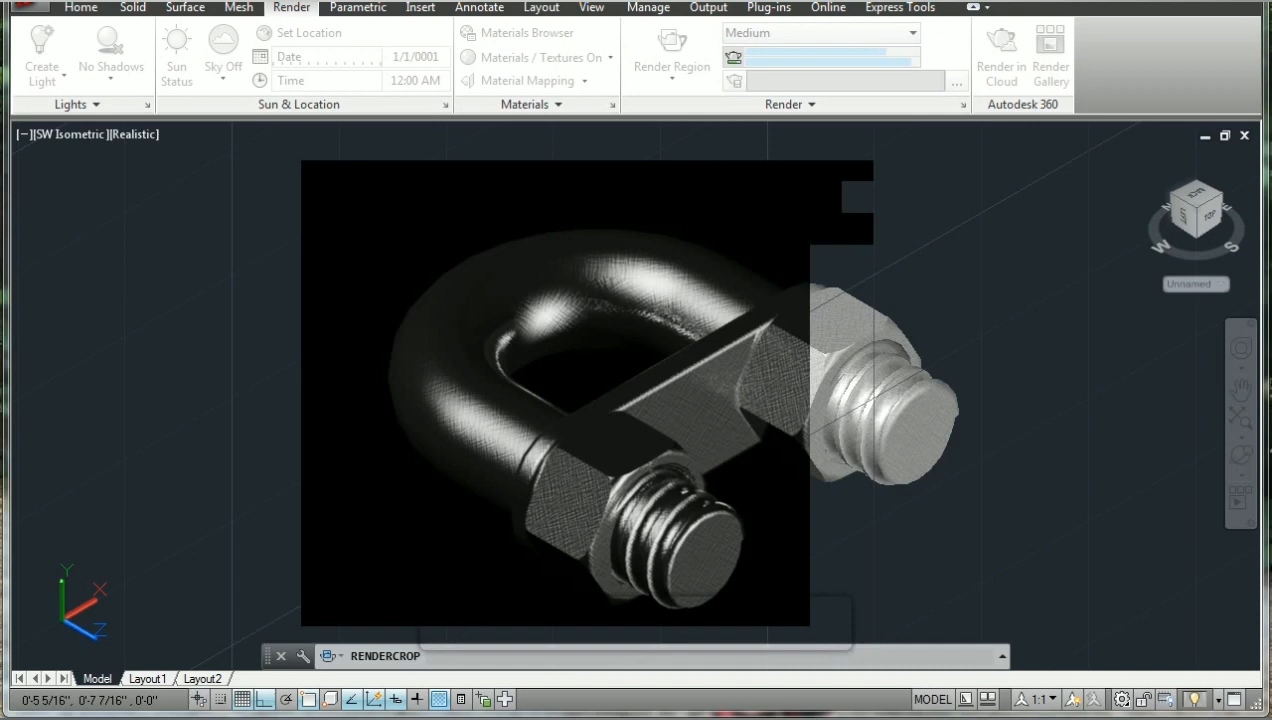 Home Solid Surface Mesh Render Parametric Insert Annotate Layout View Manage Output Plug-ins Online Express Tools
Create Light
No Shadows
Lights
Sun Status
Sky Off
Set Location
Date 1/1/0001
Time 12:00 AM
Sun & Location
Materials Browser
Materials / Textures On
Material Mapping
Materials
Render Region
Medium
...
Render
Render in Cloud
Render Gallery
Autodesk 360
[−][SW Isometric][Realistic]
N E
TOP
W S
Unnamed
Y
X
Z
RENDERCROP
Model Layout1 Layout2
0'-5 5/16", 0'-7 7/16" , 0'-0" MODEL 1:1